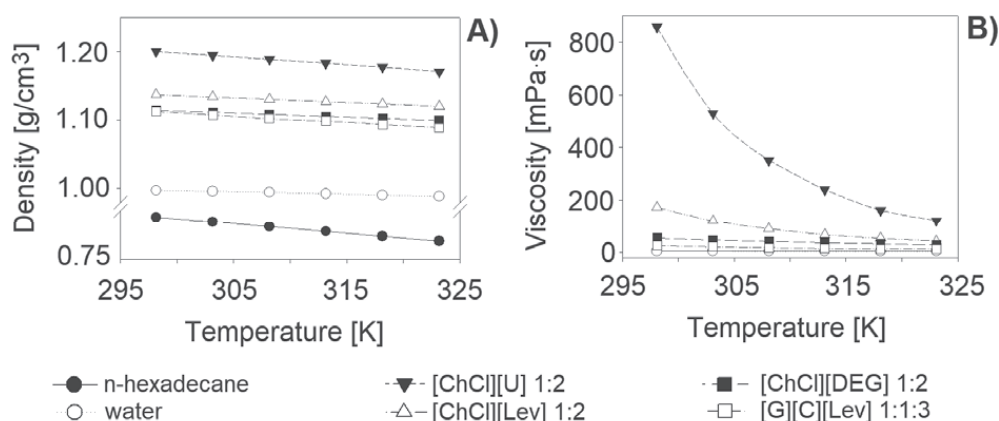 A)
Density [g/cm³]
1.20
1.10
1.00
0.75
295
305
315
325
Temperature [K]
B)
Viscosity [mPa·s]
800
600
400
200
0
295
305
315
325
Temperature [K]
n-hexadecane
[ChCl][U] 1:2
[ChCl][DEG] 1:2
water
[ChCl][Lev] 1:2
[G][C][Lev] 1:1:3